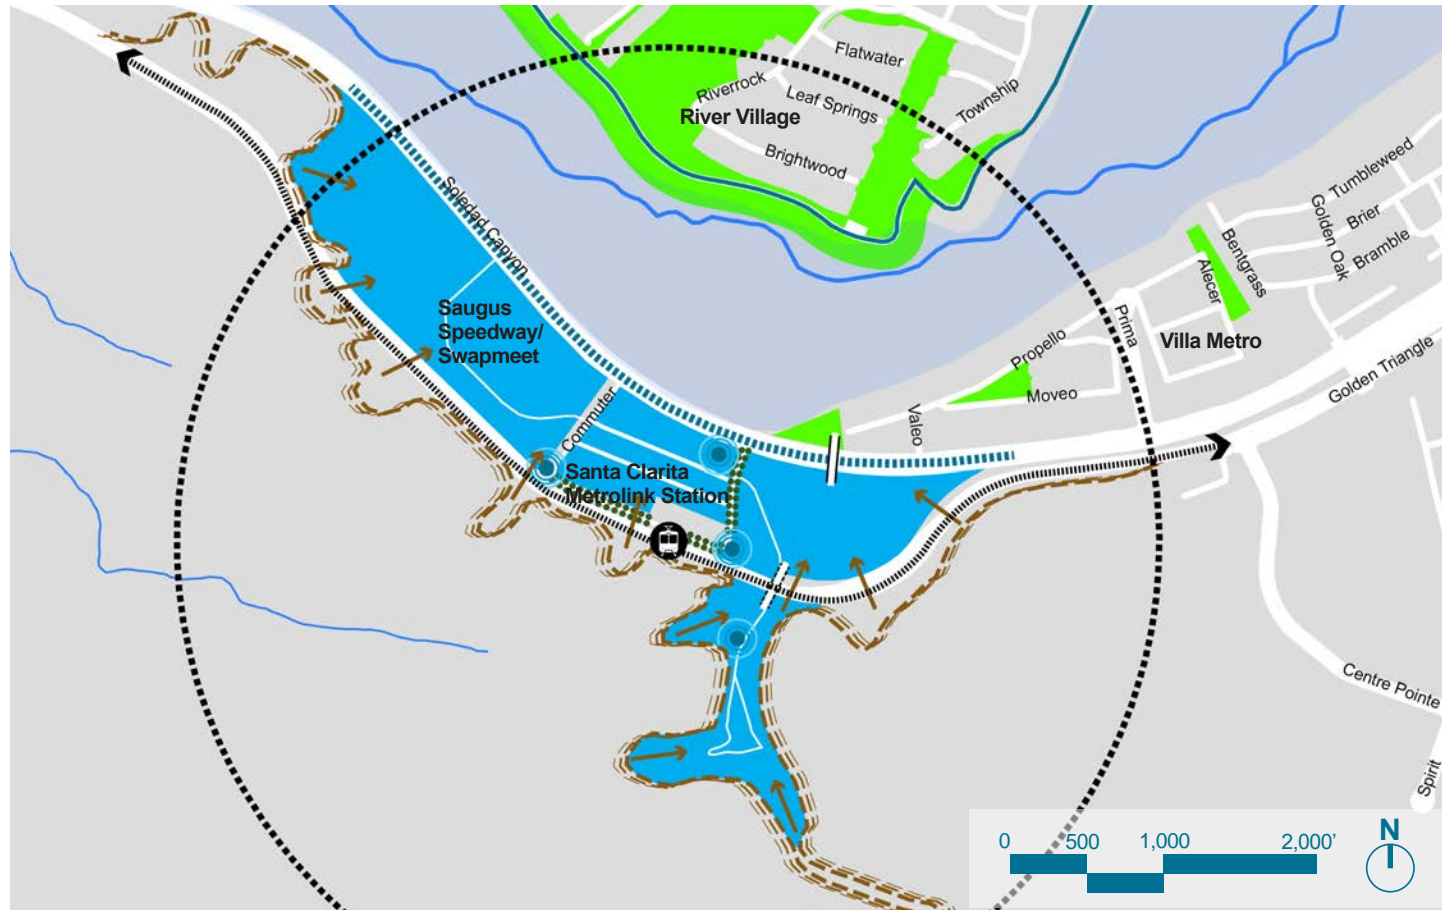 Flatwater
Riverrock
Leaf Springs
Township
River Village
Brightwood
Soledad Canyon
Tumbleweed
Golden Oak
Brier
Bentgrass
Bramble
Alecer
Saugus
Speedway/
Swapmeet
Prima
Propello
Villa Metro
Golden Triangle
Moveo
Valeo
Commuter
Santa Clarita
Metrolink Station
Centre Pointe
Spirit
0 500 1,000 2,000'
N